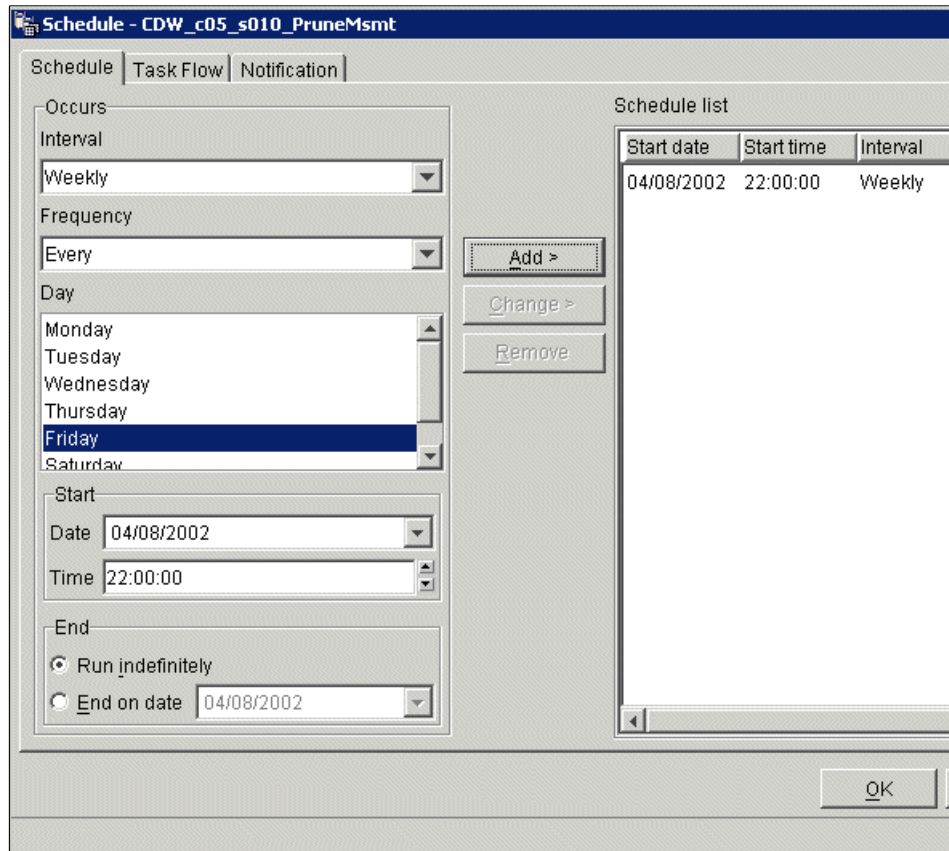 Schedule - CDW_c05_s010_PruneMsmt
Schedule Task Flow Notification
Occurs
Interval
Weekly
Frequency
Every
Day
Monday
Tuesday
Wednesday
Thursday
Friday
Saturday
Start
Date 04/08/2002
Time 22:00:00
End
Run indefinitely
End on date 04/08/2002
Add >
Change >
Remove
Schedule list
Start date Start time Interval
04/08/2002 22:00:00 Weekly
OK